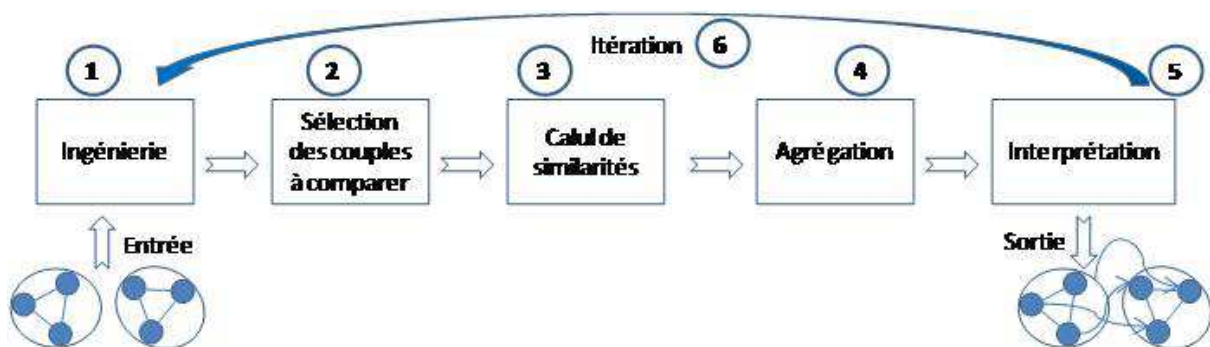 Itération 6
1
2
3
4
5
Ingénierie
Sélection
des couples
à comparer
Calul de
similarités
Agrégation
Interprétation
Entrée
Sortie